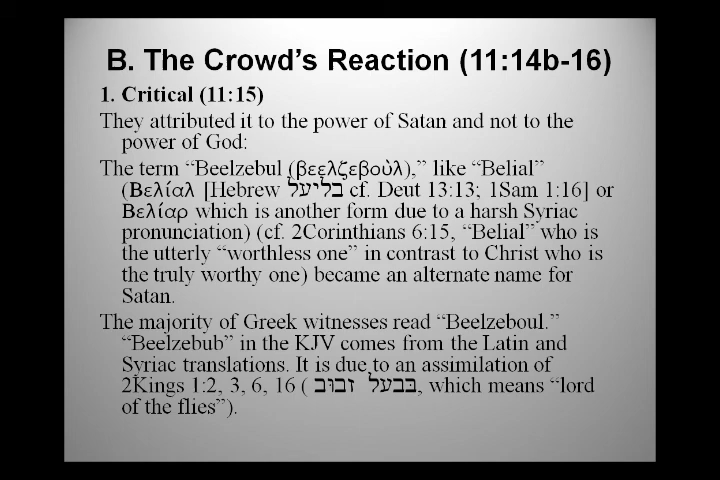 B. The Crowd’s Reaction (11:14b-16)
1. Critical (11:15)
They attributed it to the power of Satan and not to the
power of God:
The term “Beelzebul (βεελζεβοὺλ),” like “Belial”
(Βελίαλ [Hebrew בליעל cf. Deut 13:13; 1Sam 1:16] or
Βελίαρ which is another form due to a harsh Syriac
pronunciation) (cf. 2Corinthians 6:15, “Belial” who is
the utterly “worthless one” in contrast to Christ who is
the truly worthy one) became an alternate name for
Satan.
The majority of Greek witnesses read “Beelzeboul.”
“Beelzebub” in the KJV comes from the Latin and
Syriac translations. It is due to an assimilation of
2Kings 1:2, 3, 6, 16 ( בּבעל זבוּב, which means “lord
of the flies”).